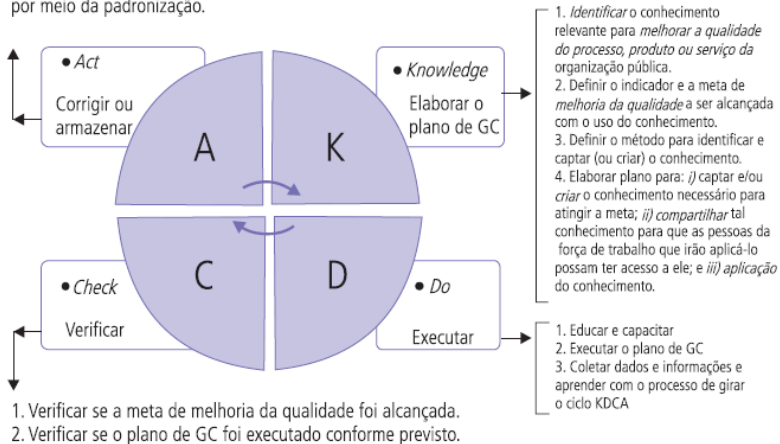 por meio da padronização.
• Act
Corrigir ou
armazenar
A
K
• Knowledge
Elaborar o
plano de GC
1. Identificar o conhecimento
relevante para melhorar a qualidade
do processo, produto ou serviço da
organização pública.
2. Definir o indicador e a meta de
melhoria da qualidade a ser alcançada
com o uso do conhecimento.
3. Definir o método para identificar e
captar (ou criar) o conhecimento.
4. Elaborar plano para: i) captar e/ou
criar o conhecimento necessário para
atingir a meta; ii) compartilhar tal
conhecimento para que as pessoas da
força de trabalho que irão aplicá-lo
possam ter acesso a ele; e iii) aplicação
do conhecimento.
• Check
Verificar
C
D
• Do
Executar
1. Educar e capacitar
2. Executar o plano de GC
3. Coletar dados e informações e
aprender com o processo de girar
o ciclo KDCA
1. Verificar se a meta de melhoria da qualidade foi alcançada.
2. Verificar se o plano de GC foi executado conforme previsto.